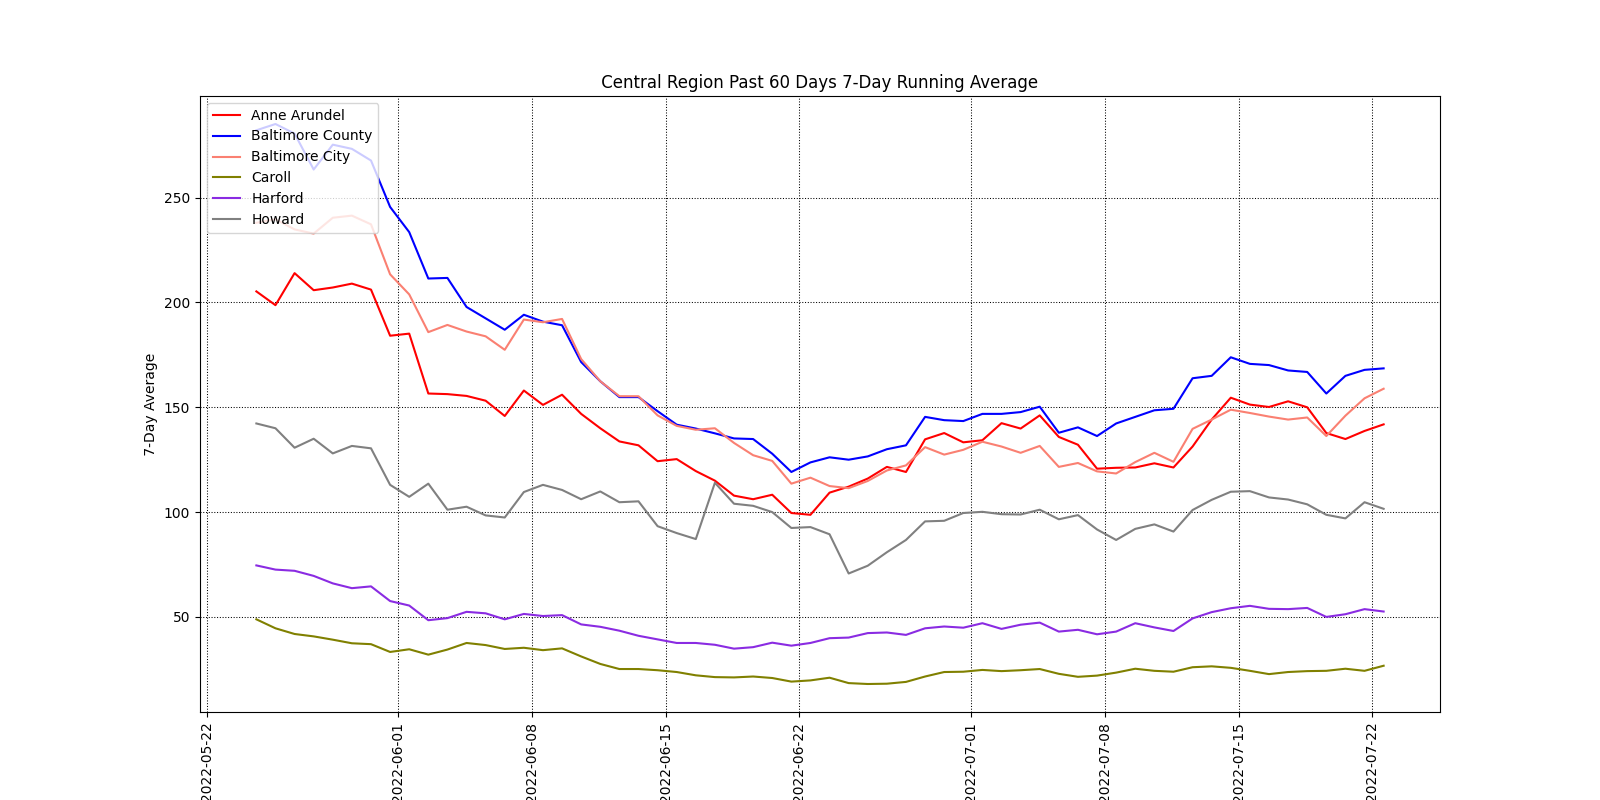 Central Region Past 60 Days 7-Day Running Average
Anne Arundel
Baltimore County
Baltimore City
Caroll
Harford
Howard
250
200
150
100
50
7-Day Average
2022-05-22
2022-06-01
2022-06-08
2022-06-15
2022-06-22
2022-07-01
2022-07-08
2022-07-15
2022-07-22